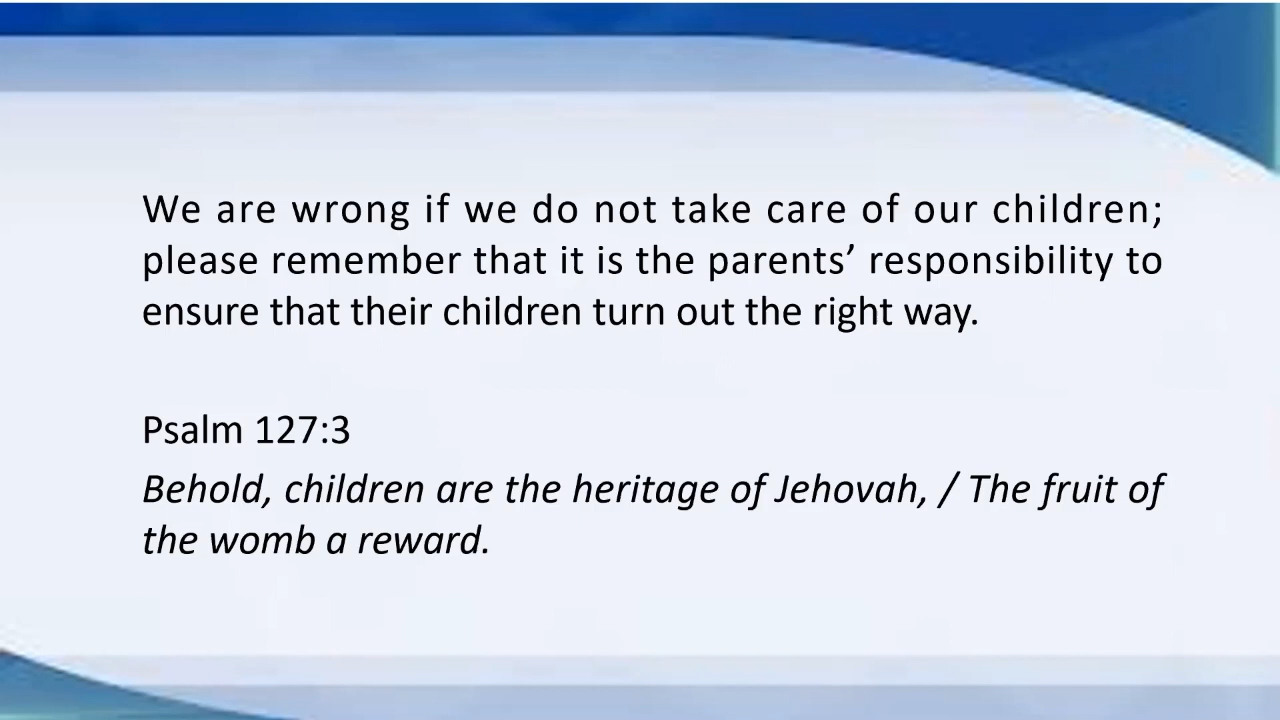 We are wrong if we do not take care of our children;
please remember that it is the parents’ responsibility to
ensure that their children turn out the right way.
Psalm 127:3
Behold, children are the heritage of Jehovah, / The fruit of
the womb a reward.